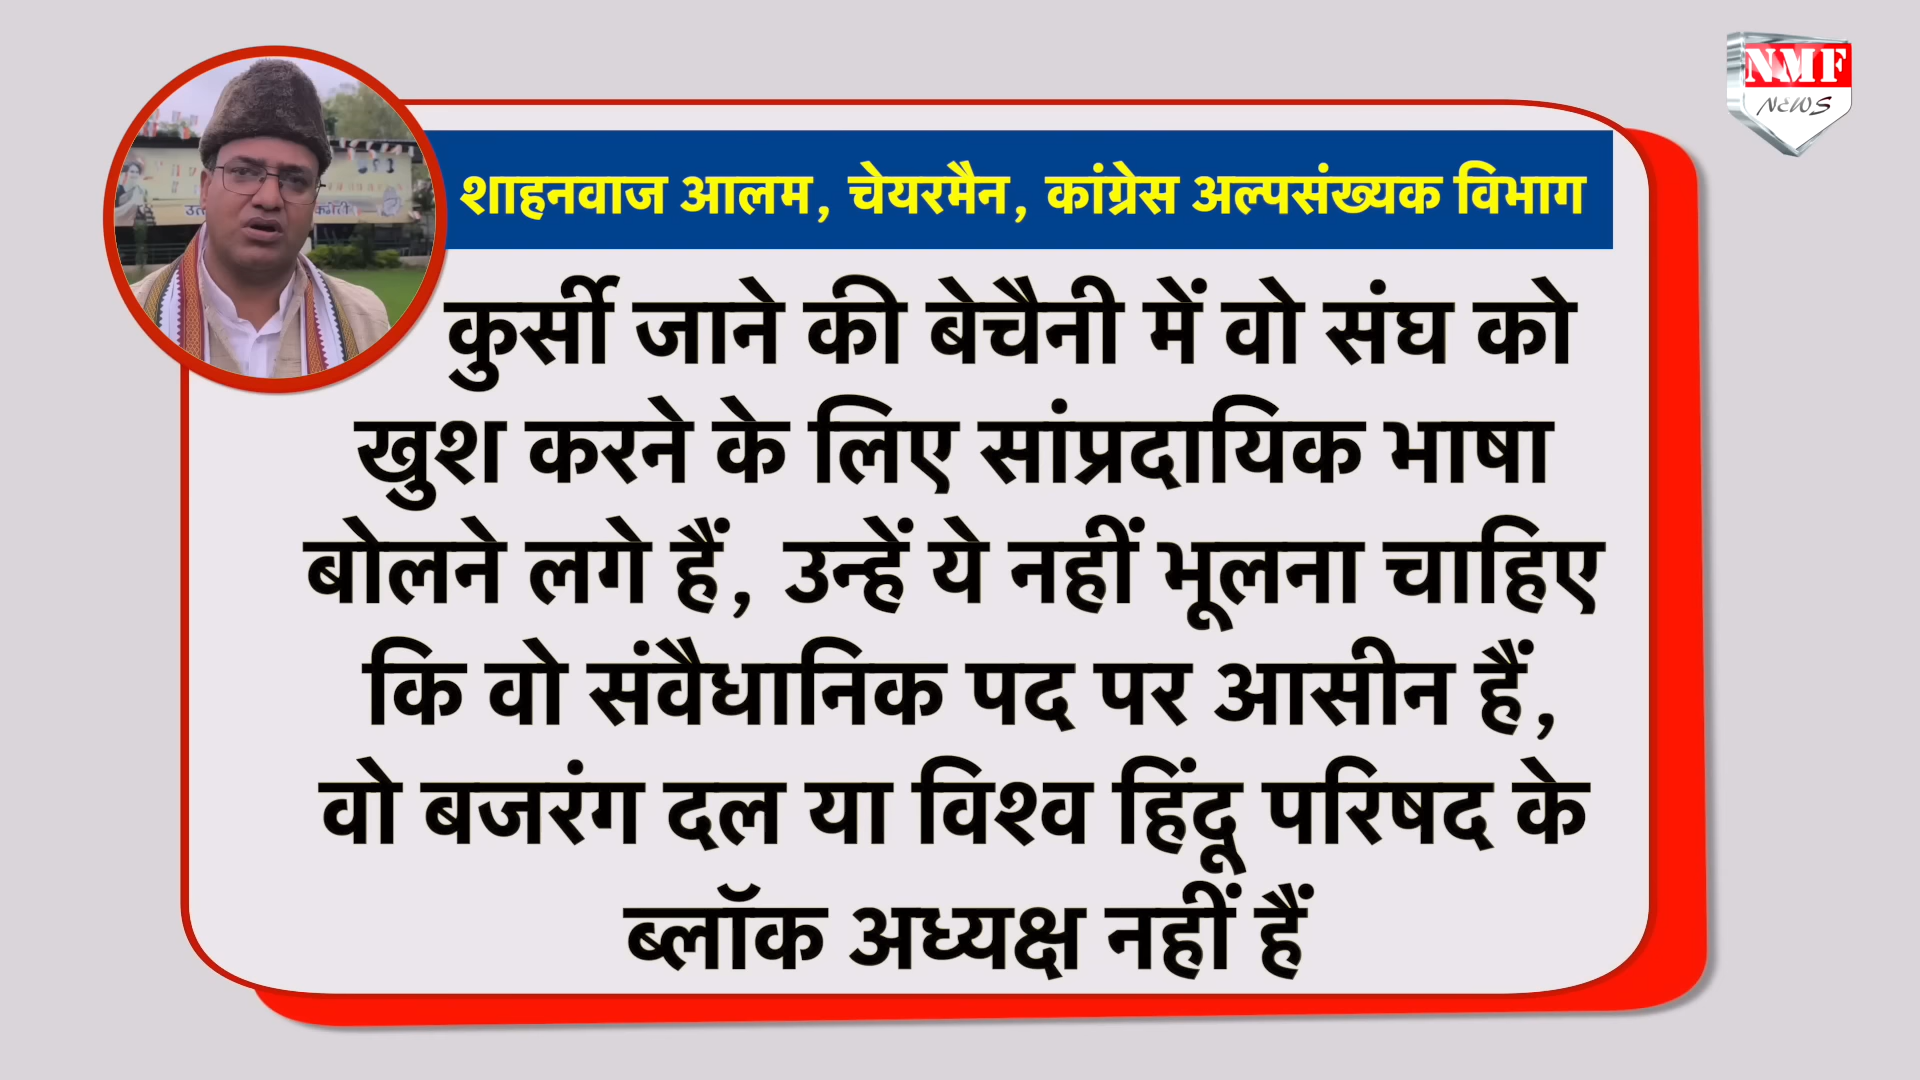 NMF
NEWS
शाहनवाज आलम, चेयरमैन, कांग्रेस अल्पसंख्यक विभाग
कुर्सी जाने की बेचैनी में वो संघ को
खुश करने के लिए सांप्रदायिक भाषा
बोलने लगे हैं, उन्हें ये नहीं भूलना चाहिए
कि वो संवैधानिक पद पर आसीन हैं,
वो बजरंग दल या विश्व हिंदू परिषद के
ब्लॉक अध्यक्ष नहीं हैं